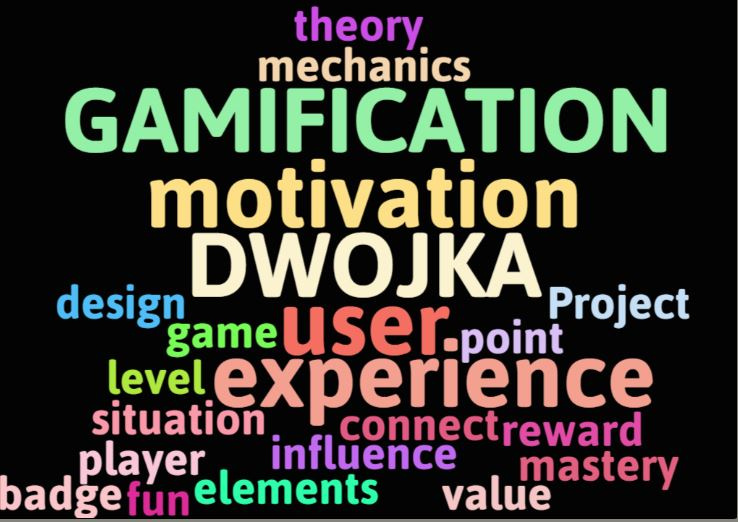 theory
mechanics
GAMIFICATION
motivation
DWOJKA
design Project
game user. point
level experience
situation connect reward
player influence mastery
badge fun elements value